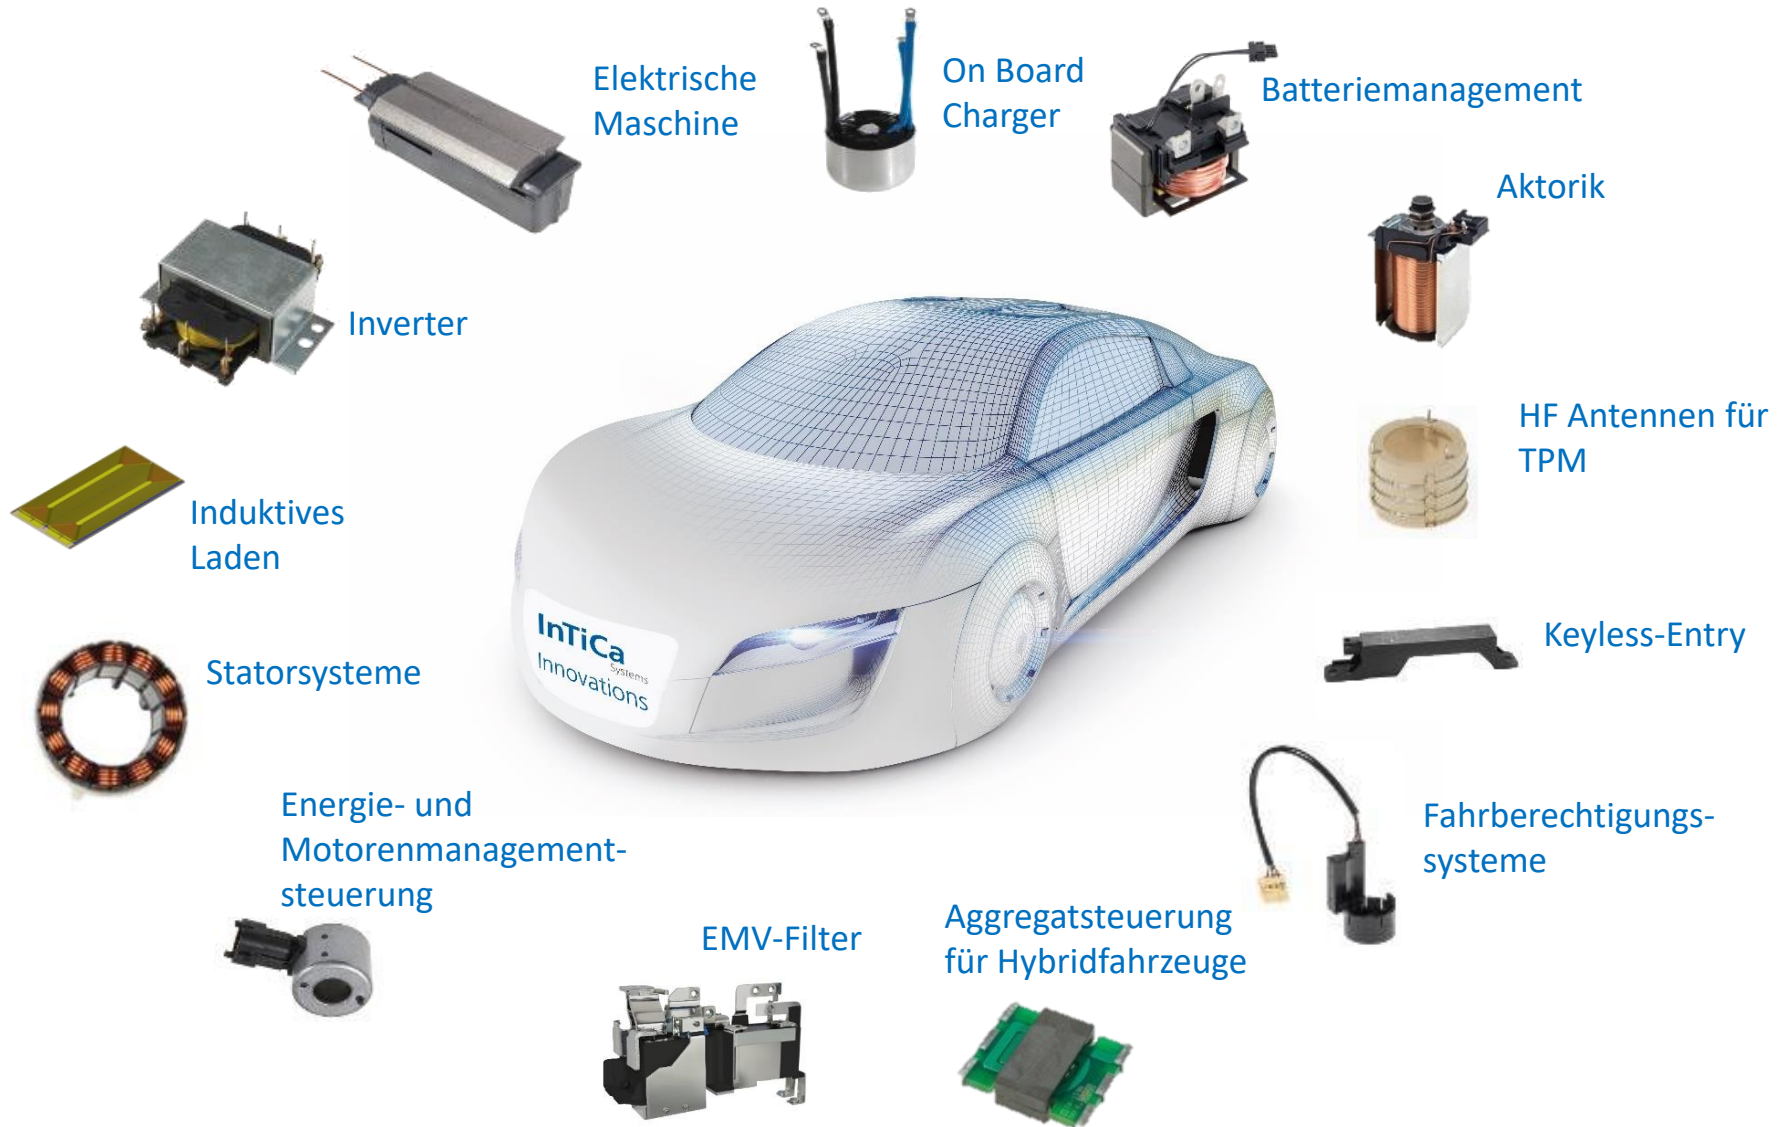 Elektrische
Maschine
On Board
Charger
Batteriemanagement
Aktorik
Inverter
HF Antennen für
TPM
Induktives
Laden
InTiCa
Systems
Innovations
Keyless-Entry
Statorsysteme
Energie- und
Motorenmanagement-
steuerung
Fahrberechtigungs-
systeme
EMV-Filter
Aggregatsteuerung
für Hybridfahrzeuge